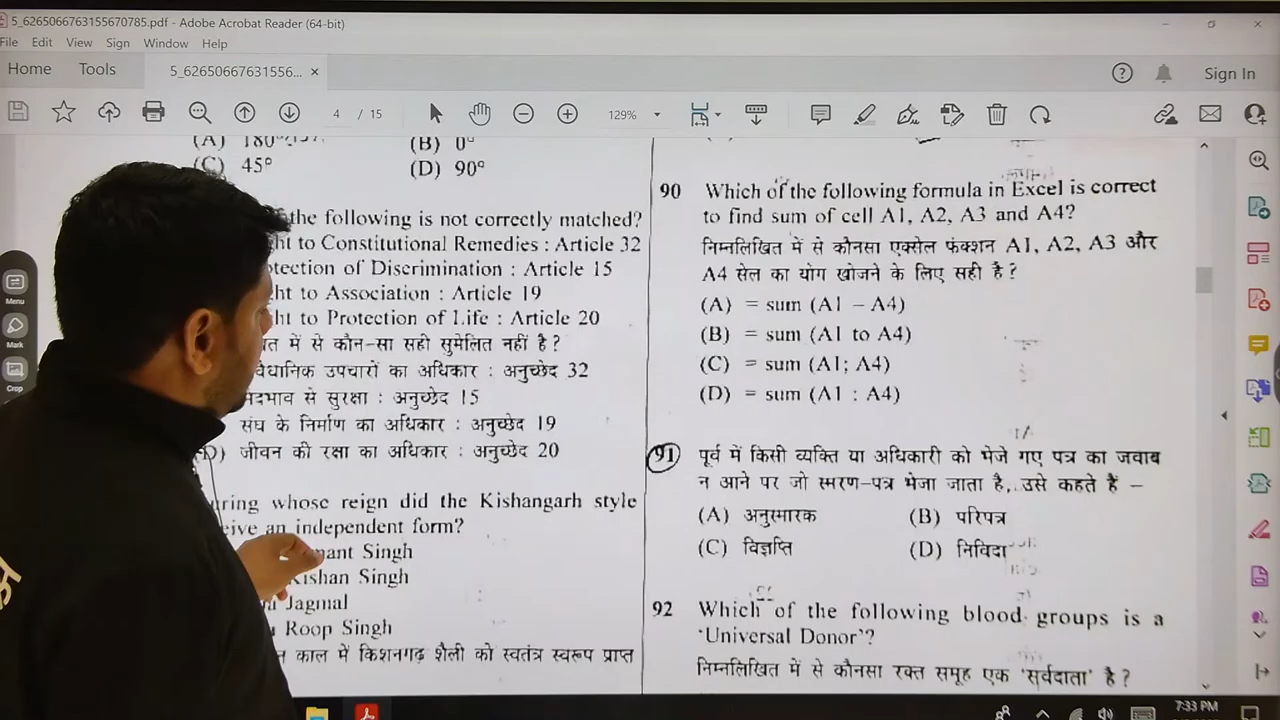 5_6265066763155670785.pdf - Adobe Acrobat Reader (64-bit)
File Edit View Sign Window Help
Home Tools 5_62650667631556... × Sign In
4 / 15 129%
Menu
Mark
Crop
(A) 180° (B) 0°
(C) 45° (D) 90°
the following is not correctly matched?
to Constitutional Remedies : Article 32
of Discrimination : Article 15
to Association : Article 19
to Protection of Life : Article 20
में से कौन-सा सही सुमेलित नहीं है?
उपचारों का अधिकार : अनुच्छेद 32
से सुरक्षा : अनुच्छेद 15
संघ के निर्माण का अधिकार : अनुच्छेद 19
(D) जीवन की रक्षा का अधिकार : अनुच्छेद 20
whose reign did the Kishangarh style
an independent form?
Singh
Kishan Singh
Jagmal
Roop Singh
काल में किशनगढ़ शैली को स्वतंत्र स्वरूप प्राप्त
90 Which of the following formula in Excel is correct
to find sum of cell A1, A2, A3 and A4?
निम्नलिखित में से कौनसा एक्सेल फंक्शन A1, A2, A3 और
A4 सेल का योग खोजने के लिए सही है?
(A) = sum (A1 – A4)
(B) = sum (A1 to A4)
(C) = sum (A1; A4)
(D) = sum (A1 : A4)
91 पूर्व में किसी व्यक्ति या अधिकारी को भेजे गए पत्र का जवाब
न आने पर जो स्मरण-पत्र भेजा जाता है, उसे कहते हैं –
(A) अनुस्मारक (B) परिपत्र
(C) विज्ञप्ति (D) निविदा
92 Which of the following blood groups is a
'Universal Donor'?
निम्नलिखित में से कौनसा रक्त समूह एक 'सर्वदाता' है?
7:33 PM